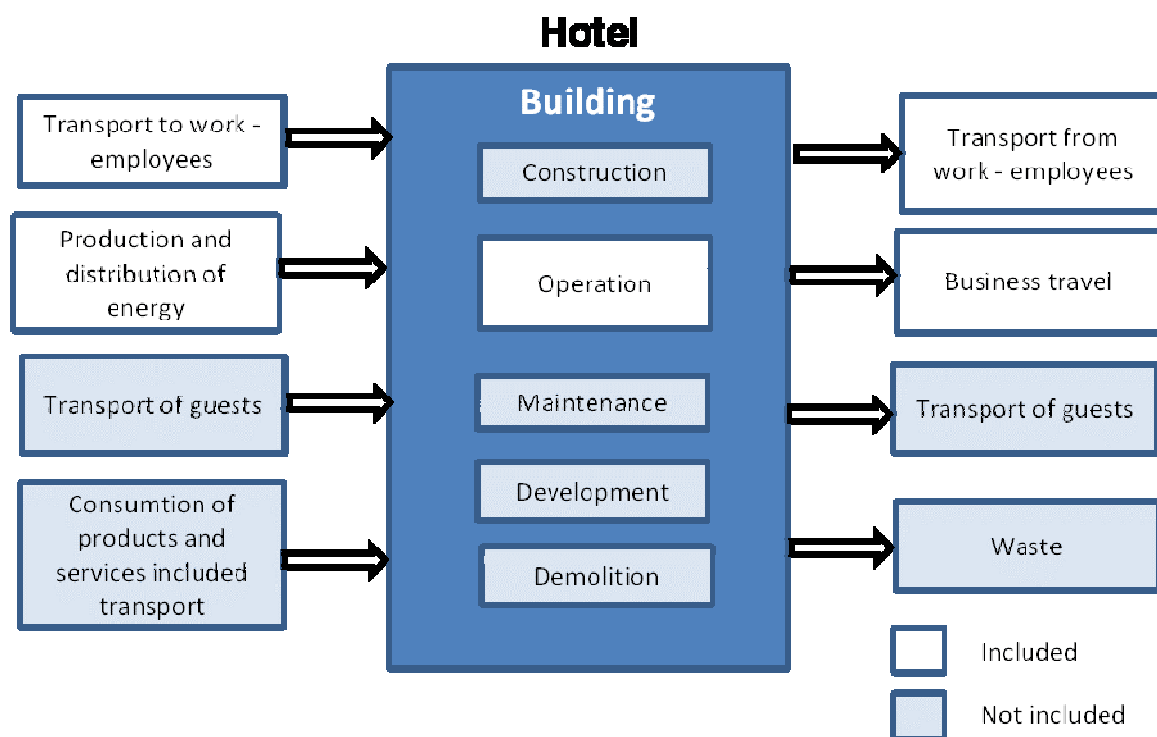 Hotel
Building
Transport to work -
employees
Production and
distribution of
energy
Transport of guests
Consumtion of
products and
services included
transport
Construction
Operation
Maintenance
Development
Demolition
Transport from
work - employees
Business travel
Transport of guests
Waste
Included
Not included